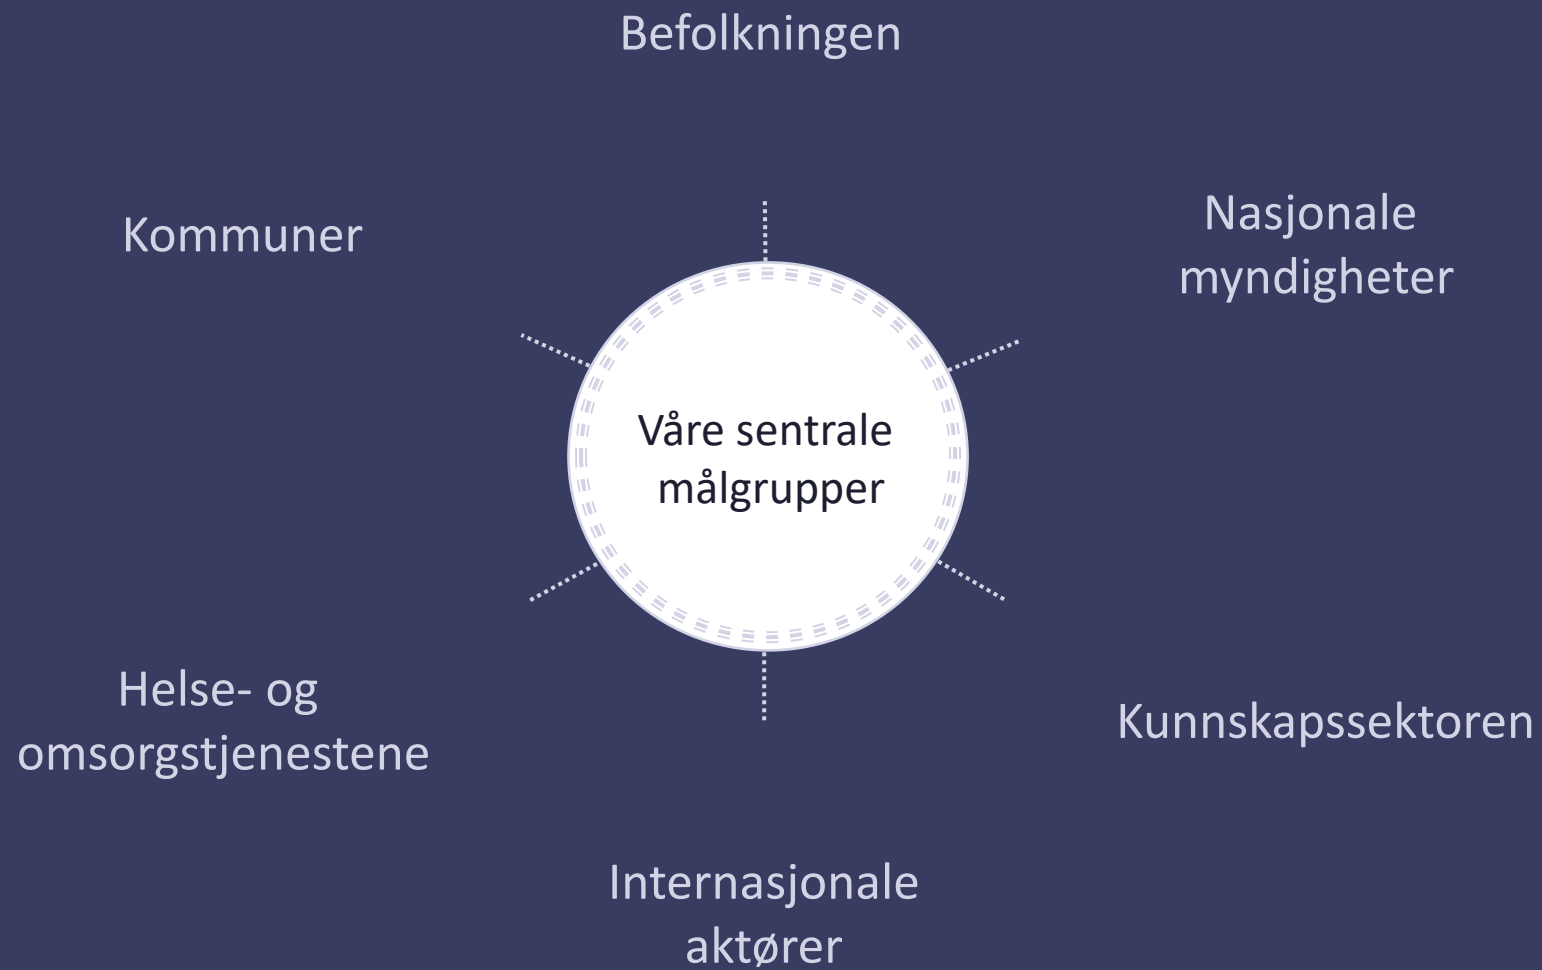 Befolkningen
Kommuner
Nasjonale
myndigheter
Våre sentrale
målgrupper
Helse- og
omsorgstjenestene
Kunnskapssektoren
Internasjonale
aktører